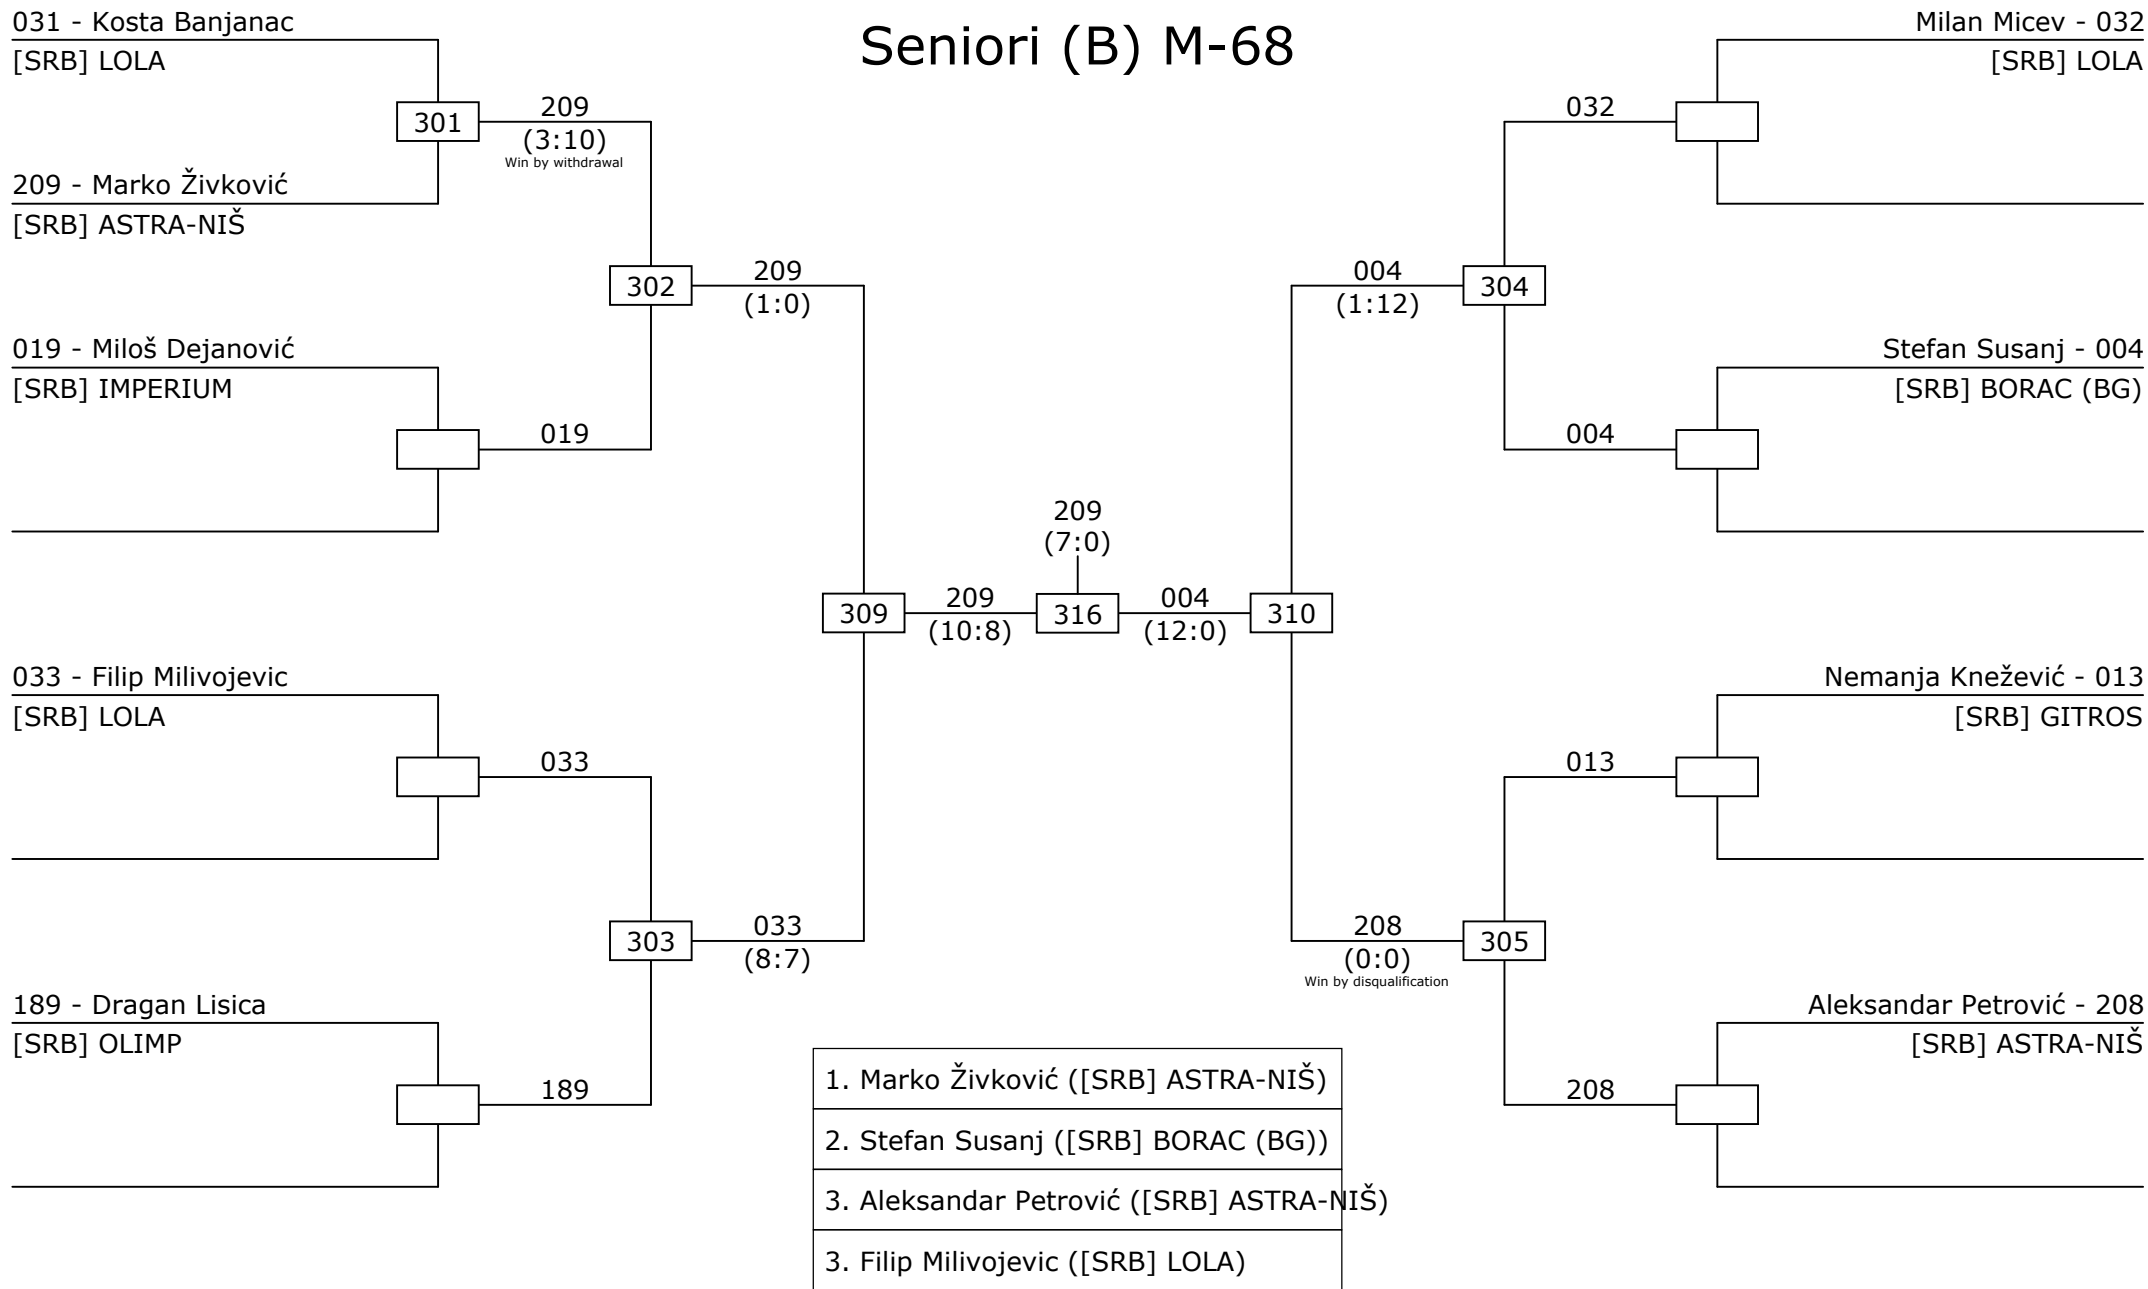 Seniori (B) M-68
031 - Kosta Banjanac
[SRB] LOLA
301
209
(3:10)
Win by withdrawal
209 - Marko Živković
[SRB] ASTRA-NIŠ
302
209
(1:0)
019 - Miloš Dejanović
[SRB] IMPERIUM
019
033 - Filip Milivojevic
[SRB] LOLA
033
303
033
(8:7)
189 - Dragan Lisica
[SRB] OLIMP
189
309
209
(10:8)
209
(7:0)
316
004
(12:0)
310
Milan Micev - 032
[SRB] LOLA
032
004
(1:12)
304
Stefan Susanj - 004
[SRB] BORAC (BG)
004
Nemanja Knežević - 013
[SRB] GITROS
013
208
(0:0)
Win by disqualification
305
Aleksandar Petrović - 208
[SRB] ASTRA-NIŠ
208
1. Marko Živković ([SRB] ASTRA-NIŠ)
2. Stefan Susanj ([SRB] BORAC (BG))
3. Aleksandar Petrović ([SRB] ASTRA-NIŠ)
3. Filip Milivojevic ([SRB] LOLA)